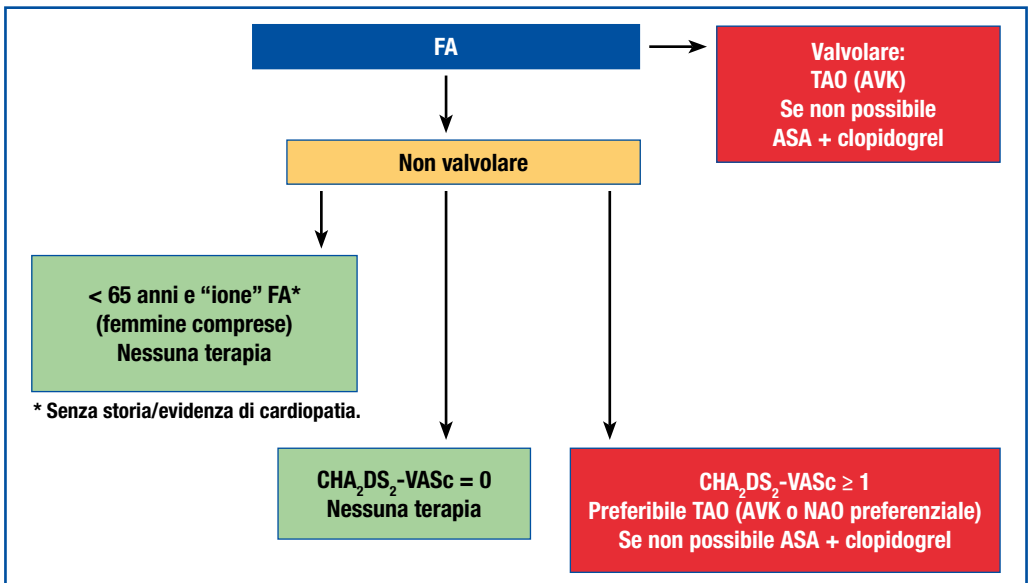 FA
Valvolare:
TAO (AVK)
Se non possibile
ASA + clopidogrel
Non valvolare
< 65 anni e “ione” FA*
(femmine comprese)
Nessuna terapia
* Senza storia/evidenza di cardiopatia.
CHA₂DS₂-VASc = 0
Nessuna terapia
CHA₂DS₂-VASc ≥ 1
Preferibile TAO (AVK o NAO preferenziale)
Se non possibile ASA + clopidogrel